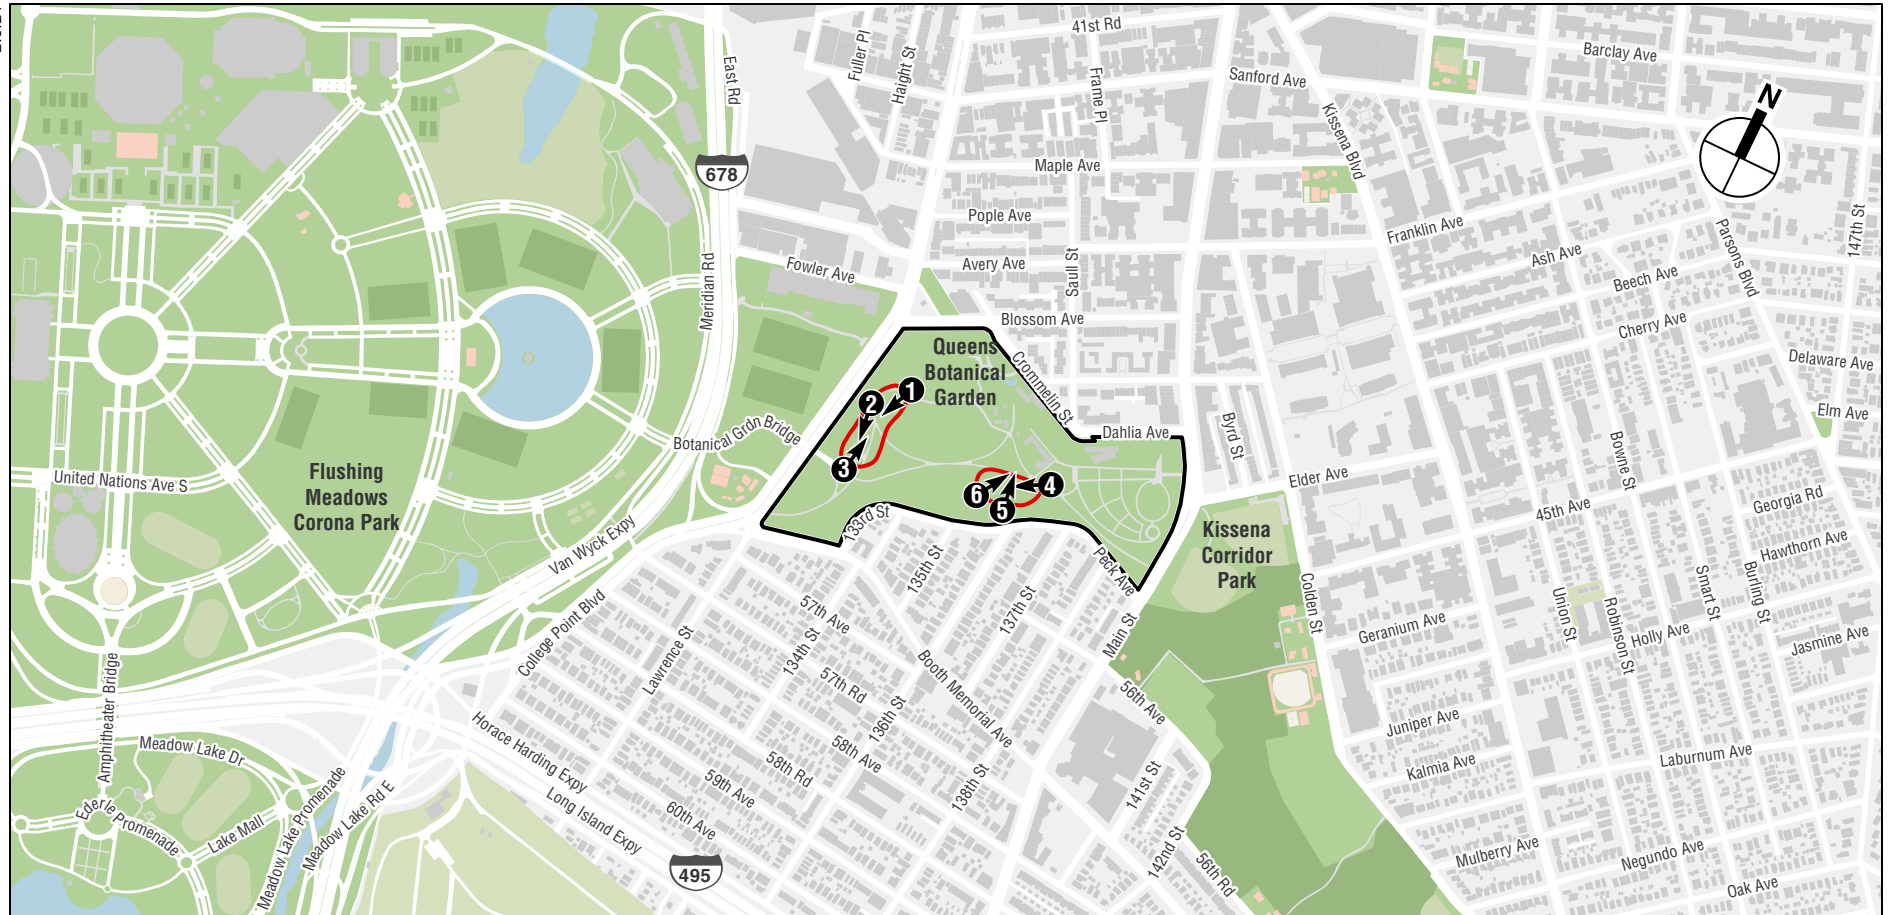 41st Rd
Barclay Ave
Fuller Pl
Haight St
East Rd
Frame Pl
Sanford Ave
Kissena Blvd
N
678
Maple Ave
Pople Ave
Franklin Ave
147th St
Parsons Blvd
Ash Ave
Avery Ave
Saull St
Fowler Ave
Meridian Rd
Beech Ave
Blossom Ave
Cherry Ave
Queens
Botanical
Garden
Crommelin St
Delaware Ave
1
2
3
Elm Ave
Botanical Grdn Bridge
Dahlia Ave
Byrd St
Bowne St
Flushing
Meadows
Corona Park
United Nations Ave S
Elder Ave
4
5
6
45th Ave
Georgia Rd
133rd St
Kissena
Corridor
Park
Hawthorn Ave
Van Wyck Expy
135th St
Peck Ave
137th St
Colden St
Union St
Robinson St
Smart St
Burling St
College Point Blvd
57th Ave
Main St
Geranium Ave
Holly Ave
Jasmine Ave
Lawrence St
134th St
Booth Memorial Ave
57th Rd
56th Ave
Amphitheater Bridge
136th St
Juniper Ave
Horace Harding Expy
Meadow Lake Dr
58th Ave
Laburnum Ave
Kalmia Ave
58th Rd
59th Ave
138th St
141st St
Ederle Promenade
Lake Mall
Meadow Lake Promenade
Meadow Lake Rd E
Long Island Expy
60th Ave
142nd St
Mulberry Ave
Negundo Ave
495
56th Rd
Oak Ave